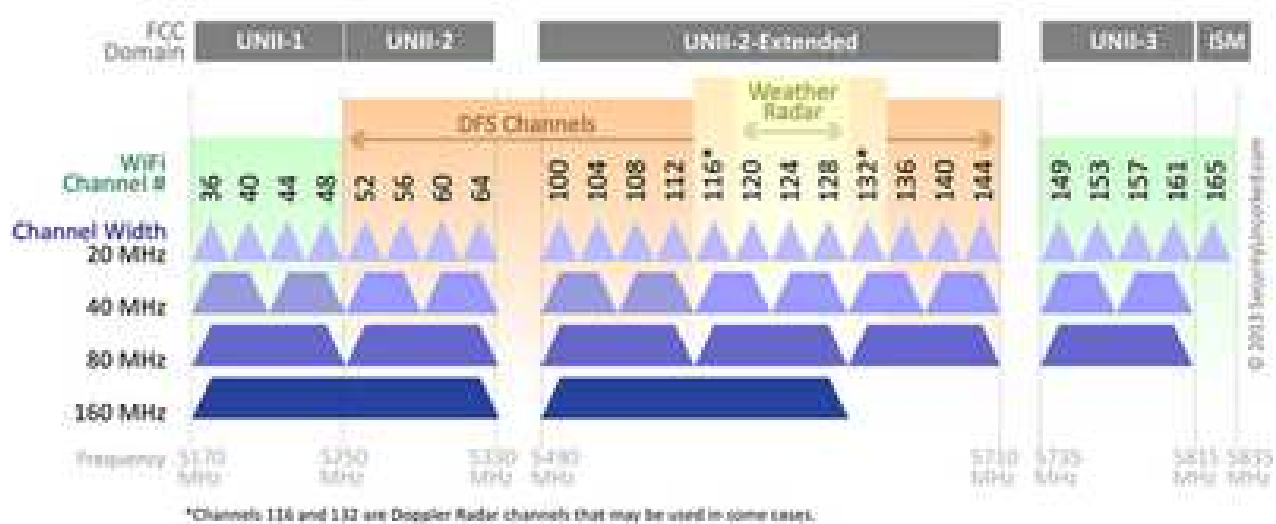 FCC
Domain
UNII-1 UNII-2 UNII-2-Extended UNII-3 ISM
Weather
Radar
DFS Channels
WiFi
Channel #
36 40 44 48 52 56 60 64 100 104 108 112 116* 120 124 128 132* 136 140 144 149 153 157 161 165
Channel Width
20 MHz
40 MHz
80 MHz
160 MHz
Frequency 5170 5250 5330 5490 5710 5735 5815 5835
MHz MHz MHz MHz MHz MHz MHz MHz
*Channels 116 and 132 are Doppler Radar channels that may be used in some cases.
© 2013